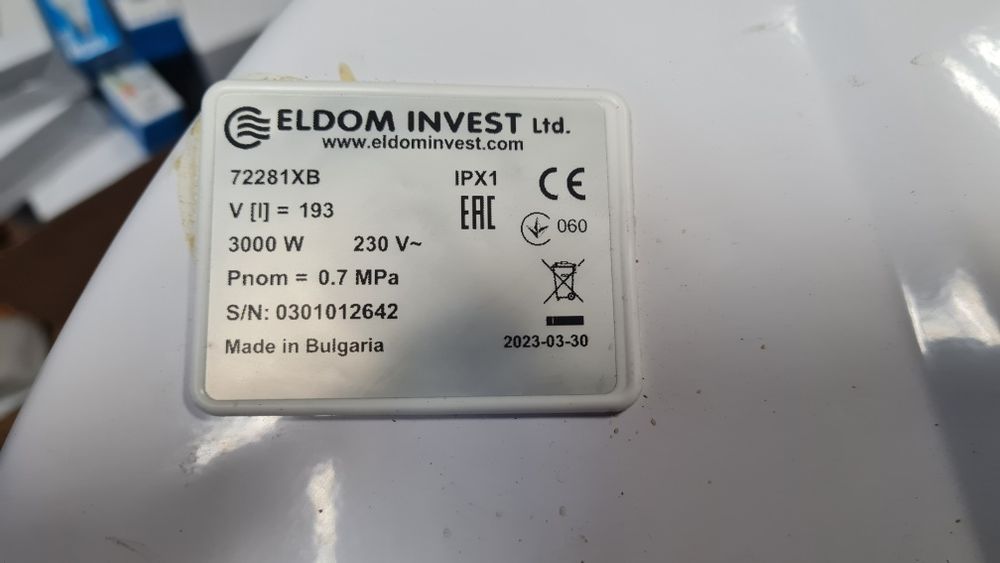 ELDOM INVEST Ltd.
www.eldominvest.com
72281XB IPX1 CE
V [l] = 193 EAC
060
3000 W 230 V~
Pnom = 0.7 MPa
S/N: 0301012642
Made in Bulgaria 2023-03-30